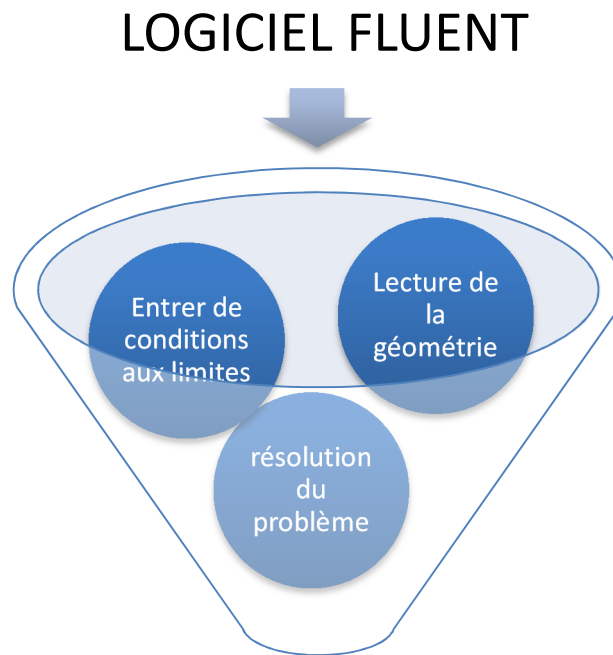 LOGICIEL FLUENT
Entrer de
conditions
aux limites
Lecture de
la
géométrie
résolution
du
problème